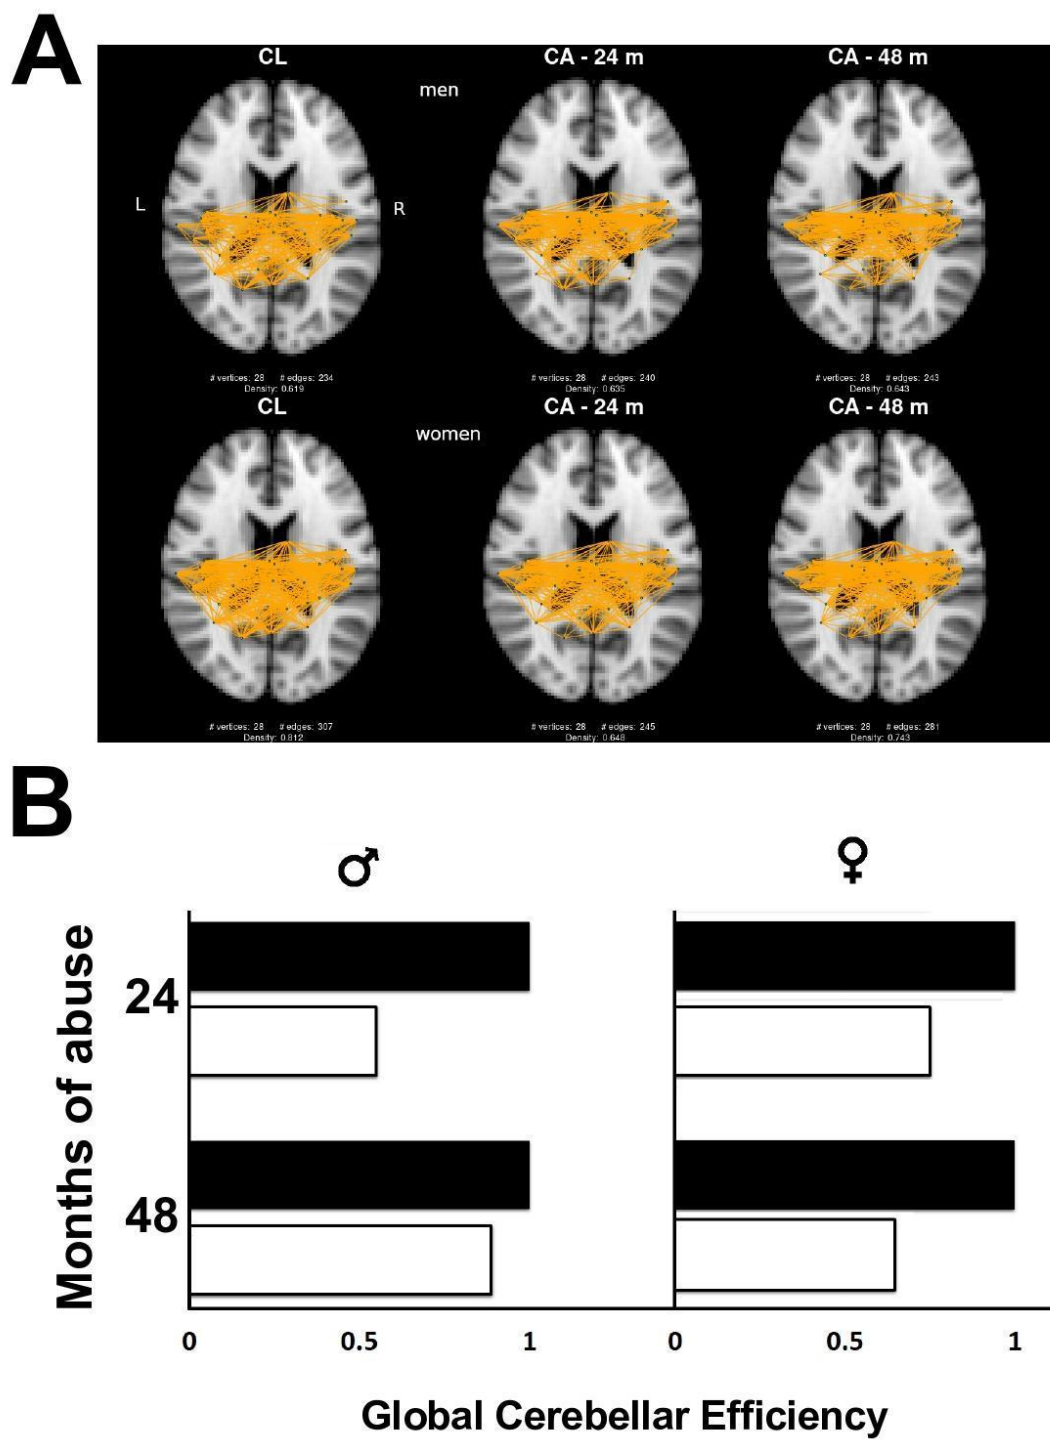 A
CL CA - 24 m CA - 48 m
men
L R
# vertices: 28 # edges: 234 # vertices: 28 # edges: 240 # vertices: 28 # edges: 243
Density: 0.619 Density: 0.635 Density: 0.643
CL CA - 24 m CA - 48 m
women
# vertices: 28 # edges: 307 # vertices: 28 # edges: 245 # vertices: 28 # edges: 281
Density: 0.812 Density: 0.648 Density: 0.743
B
♂ ♀
Months of abuse
24
48
0 0.5 1 0 0.5 1
Global Cerebellar Efficiency